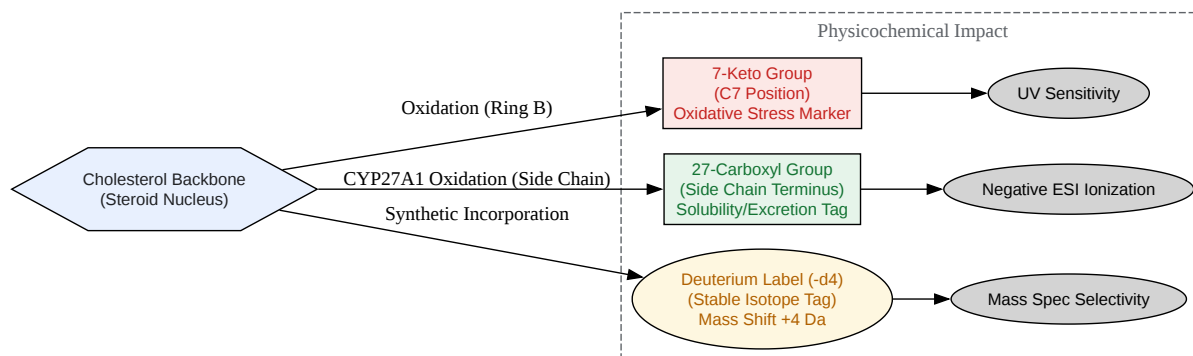 Physicochemical Impact
7-Keto Group
(C7 Position)
Oxidative Stress Marker
UV Sensitivity
Oxidation (Ring B)
Cholesterol Backbone
(Steroid Nucleus)
CYP27A1 Oxidation (Side Chain)
27-Carboxyl Group
(Side Chain Terminus)
Solubility/Excretion Tag
Negative ESI Ionization
Synthetic Incorporation
Deuterium Label (-d4)
(Stable Isotope Tag)
Mass Shift +4 Da
Mass Spec Selectivity